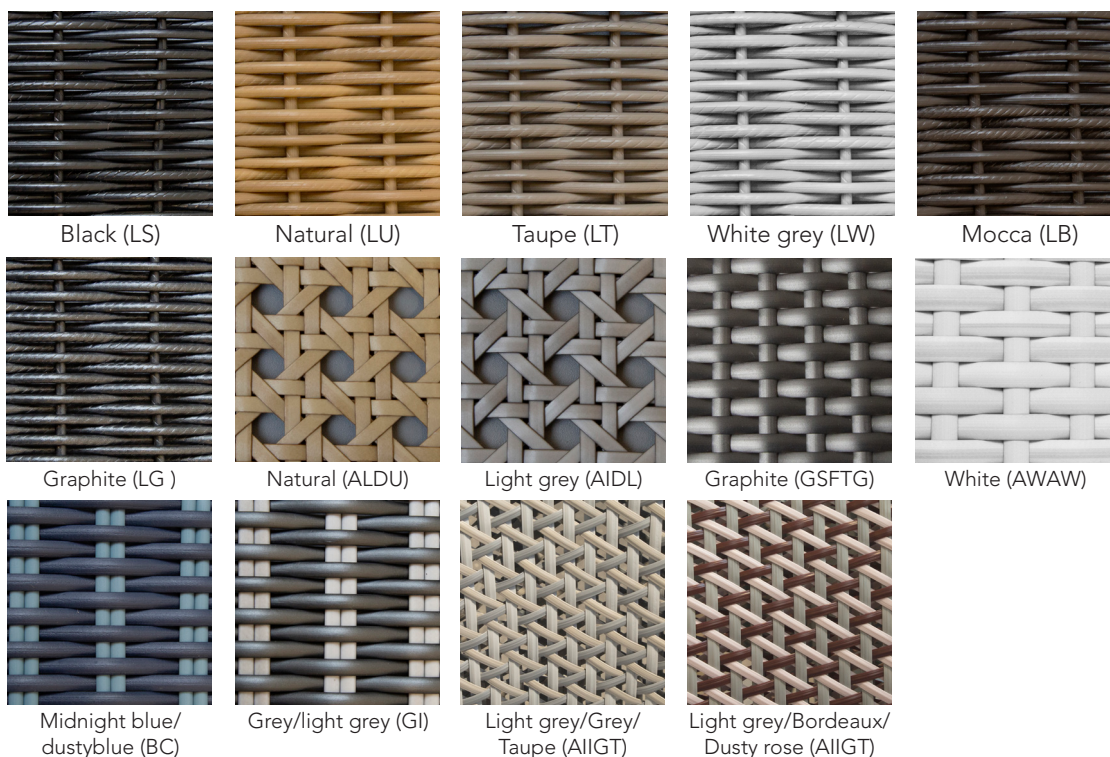 Black (LS)
Natural (LU)
Taupe (LT)
White grey (LW)
Mocca (LB)
Graphite (LG )
Natural (ALDU)
Light grey (AIDL)
Graphite (GSFTG)
White (AWAW)
Midnight blue/
dustyblue (BC)
Grey/light grey (GI)
Light grey/Grey/
Taupe (AIIGT)
Light grey/Bordeaux/
Dusty rose (AIIGT)